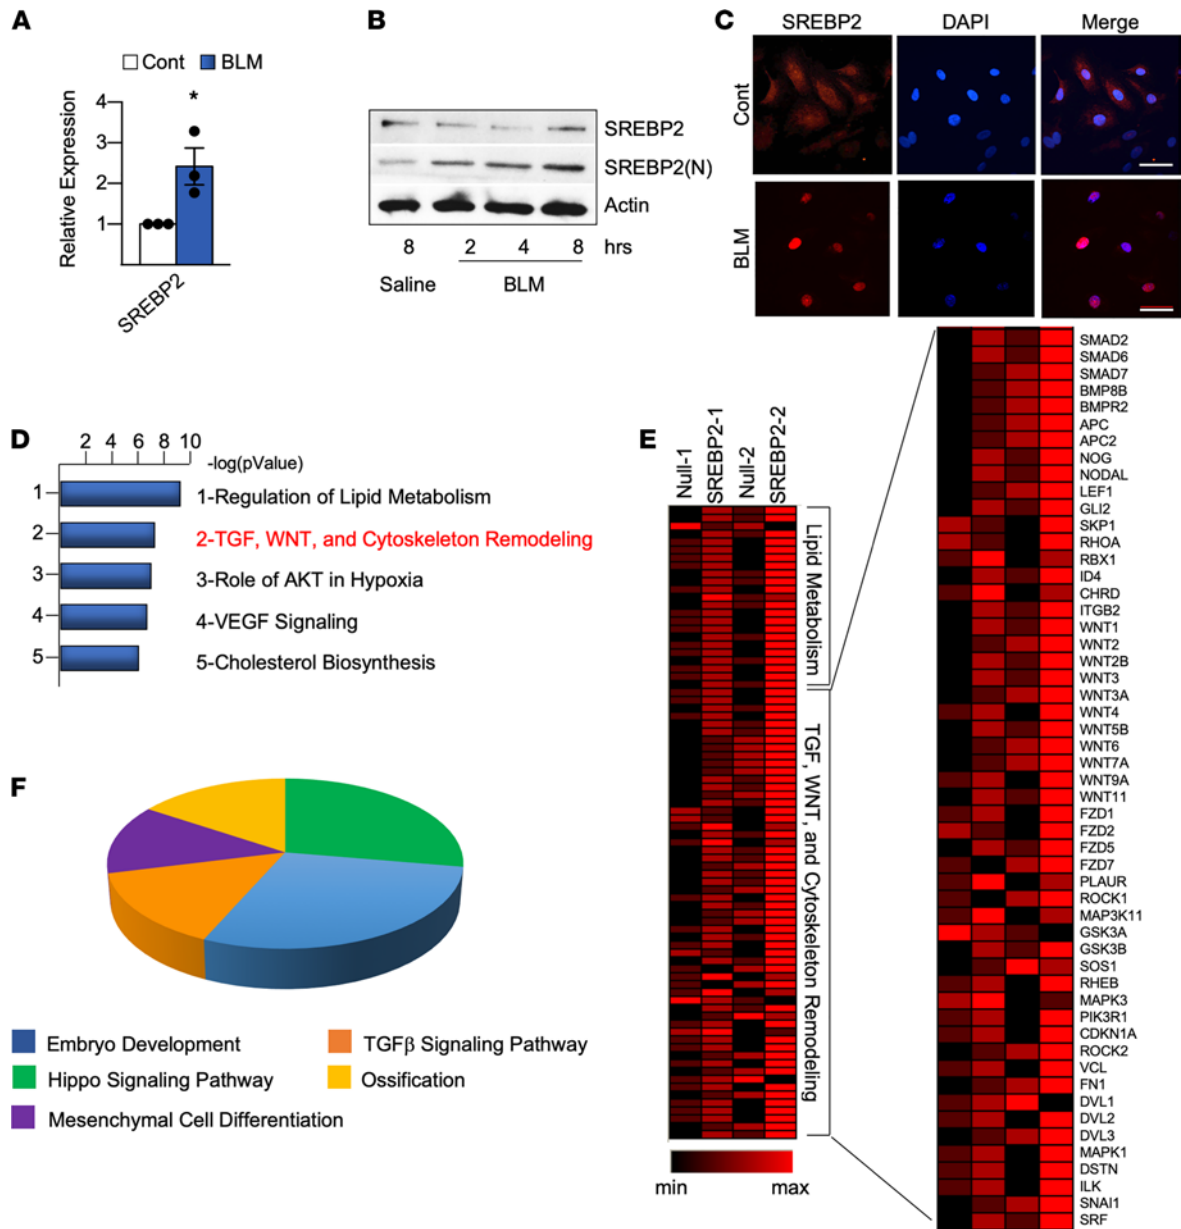 A
Cont BLM
*
4
3
2
1
Relative Expression
SREBP2
B
SREBP2
SREBP2(N)
Actin
8 2 4 8 hrs
Saline BLM
C
SREBP2 DAPI Merge
Cont
BLM
D
2 4 6 8 10
-log(pValue)
1 1-Regulation of Lipid Metabolism
2 2-TGF, WNT, and Cytoskeleton Remodeling
3 3-Role of AKT in Hypoxia
4 4-VEGF Signaling
5 5-Cholesterol Biosynthesis
E
Null-1
SREBP2-1
Null-2
SREBP2-2
Lipid Metabolism
TGF, WNT, and Cytoskeleton Remodeling
min max
SMAD2
SMAD6
SMAD7
BMP8B
BMPR2
APC
APC2
NOG
NODAL
LEF1
GLI2
SKP1
RHOA
RBX1
ID4
CHRD
ITGB2
WNT1
WNT2
WNT2B
WNT3
WNT3A
WNT4
WNT5B
WNT6
WNT7A
WNT9A
WNT11
FZD1
FZD2
FZD5
FZD7
PLAUR
ROCK1
MAP3K11
GSK3A
GSK3B
SOS1
RHEB
MAPK3
PIK3R1
CDKN1A
ROCK2
VCL
FN1
DVL1
DVL2
DVL3
MAPK1
DSTN
ILK
SNAI1
SRF
F
Embryo Development
TGFβ Signaling Pathway
Hippo Signaling Pathway
Ossification
Mesenchymal Cell Differentiation